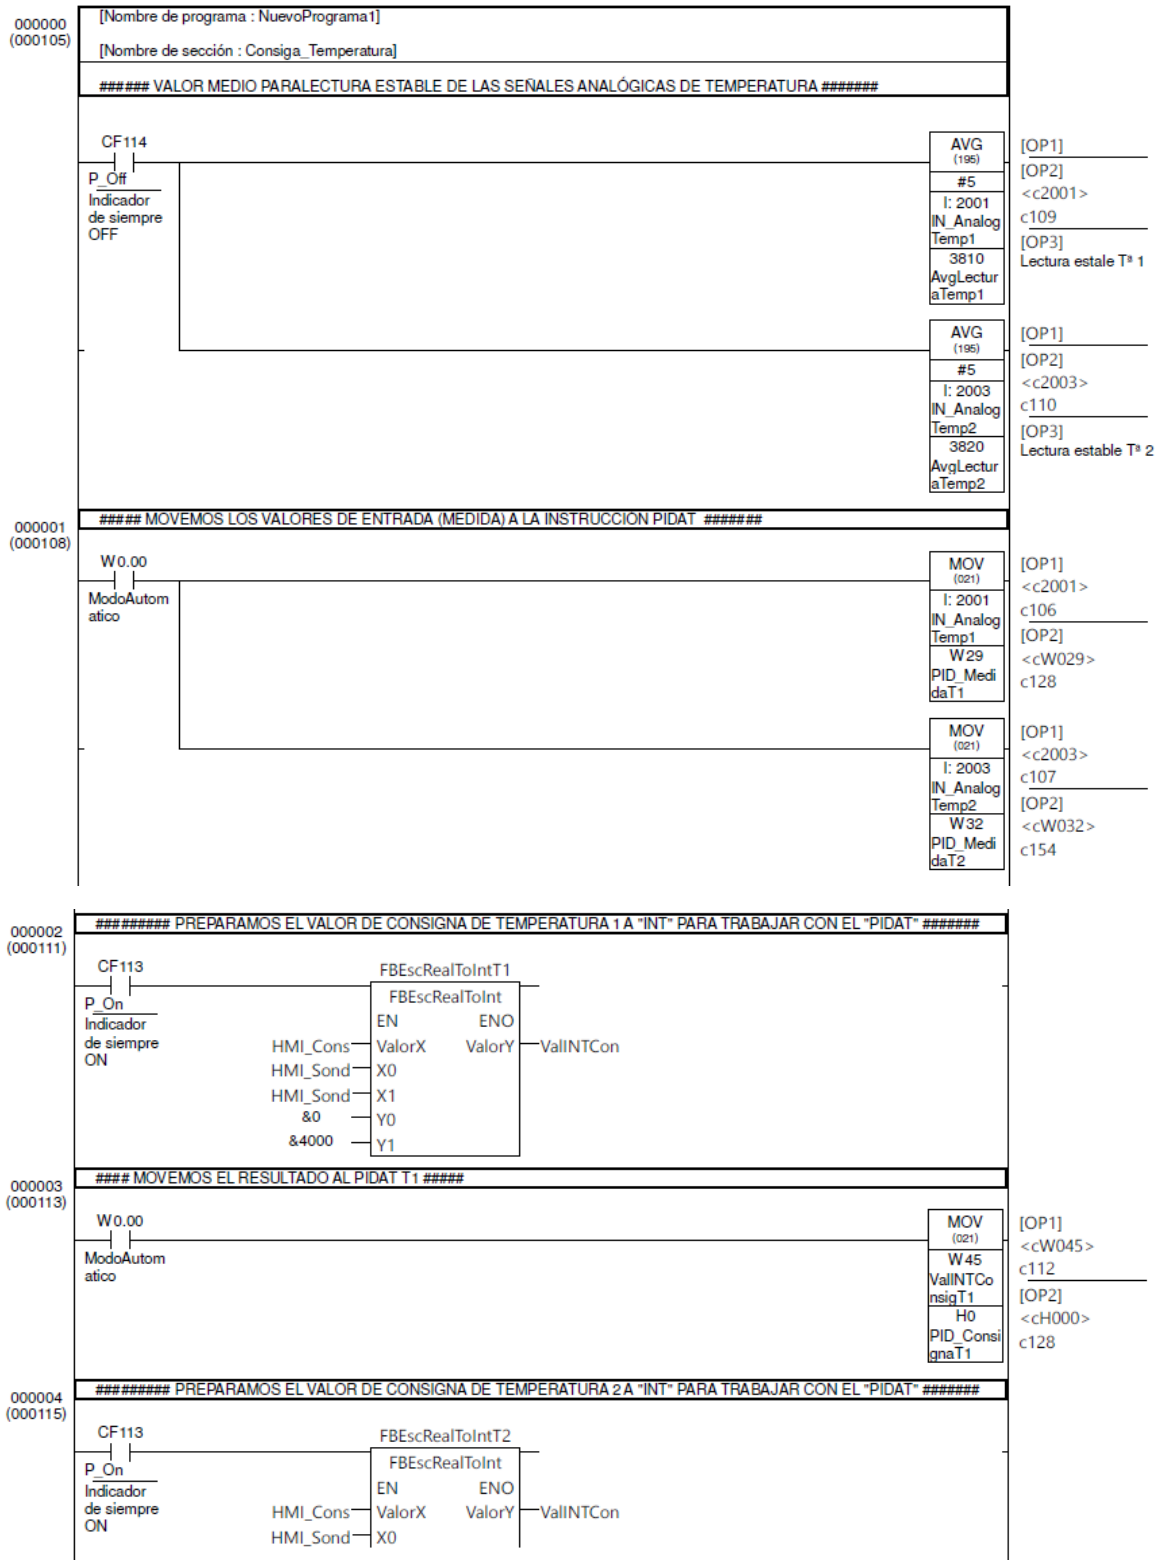 000000
(000105)
[Nombre de programa : NuevoPrograma1]
[Nombre de sección : Consiga_Temperatura]
###### VALOR MEDIO PARALECTURA ESTABLE DE LAS SEÑALES ANALÓGICAS DE TEMPERATURA #######
CF114
P_Off
Indicador
de siempre
OFF
AVG
(195)
#5
I: 2001
IN_Analog
Temp1
3810
AvgLectur
aTemp1
[OP1]
[OP2]
<c2001>
c109
[OP3]
Lectura estale Tª 1
AVG
(195)
#5
I: 2003
IN_Analog
Temp2
3820
AvgLectur
aTemp2
[OP1]
[OP2]
<c2003>
c110
[OP3]
Lectura estable Tª 2
000001
(000108)
##### MOVEMOS LOS VALORES DE ENTRADA (MEDIDA) A LA INSTRUCCION PIDAT #######
W0.00
ModoAutom
atico
MOV
(021)
I: 2001
IN_Analog
Temp1
W29
PID_Medi
daT1
[OP1]
<c2001>
c106
[OP2]
<cW029>
c128
MOV
(021)
I: 2003
IN_Analog
Temp2
W32
PID_Medi
daT2
[OP1]
<c2003>
c107
[OP2]
<cW032>
c154
000002
(000111)
######### PREPARAMOS EL VALOR DE CONSIGNA DE TEMPERATURA 1 A "INT" PARA TRABAJAR CON EL "PIDAT" #######
CF113
P_On
Indicador
de siempre
ON
FBEscRealToIntT1
FBEscRealToInt
EN ENO
HMI_Cons ValorX ValorY ValINTCon
HMI_Sond X0
HMI_Sond X1
&0 Y0
&4000 Y1
000003
(000113)
#### MOVEMOS EL RESULTADO AL PIDAT T1 #####
W0.00
ModoAutom
atico
MOV
(021)
W45
ValINTCo
nsigT1
H0
PID_Consi
gnaT1
[OP1]
<cW045>
c112
[OP2]
<cH000>
c128
000004
(000115)
######### PREPARAMOS EL VALOR DE CONSIGNA DE TEMPERATURA 2 A "INT" PARA TRABAJAR CON EL "PIDAT" #######
CF113
P_On
Indicador
de siempre
ON
FBEscRealToIntT2
FBEscRealToInt
EN ENO
HMI_Cons ValorX ValorY ValINTCon
HMI_Sond X0